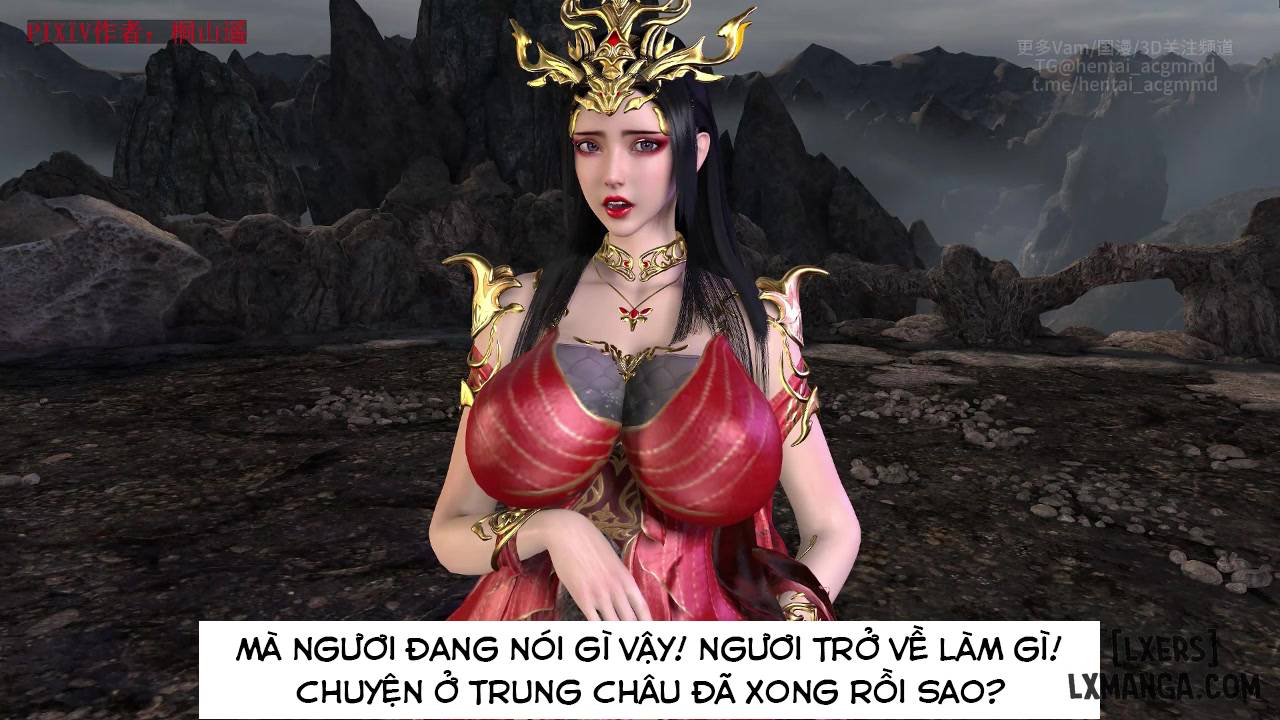 PIXIV作者：桐山遥
更多Vam/国漫/3D关注频道
TG@hentai_acgmmd
t.me/hentai_acgmmd
MÀ NGƯƠI ĐANG NÓI GÌ VẬY! NGƯƠI TRỞ VỀ LÀM GÌ!
CHUYỆN Ở TRUNG CHÂU ĐÃ XONG RỒI SAO?
[LXERS]
LXMANGA.COM